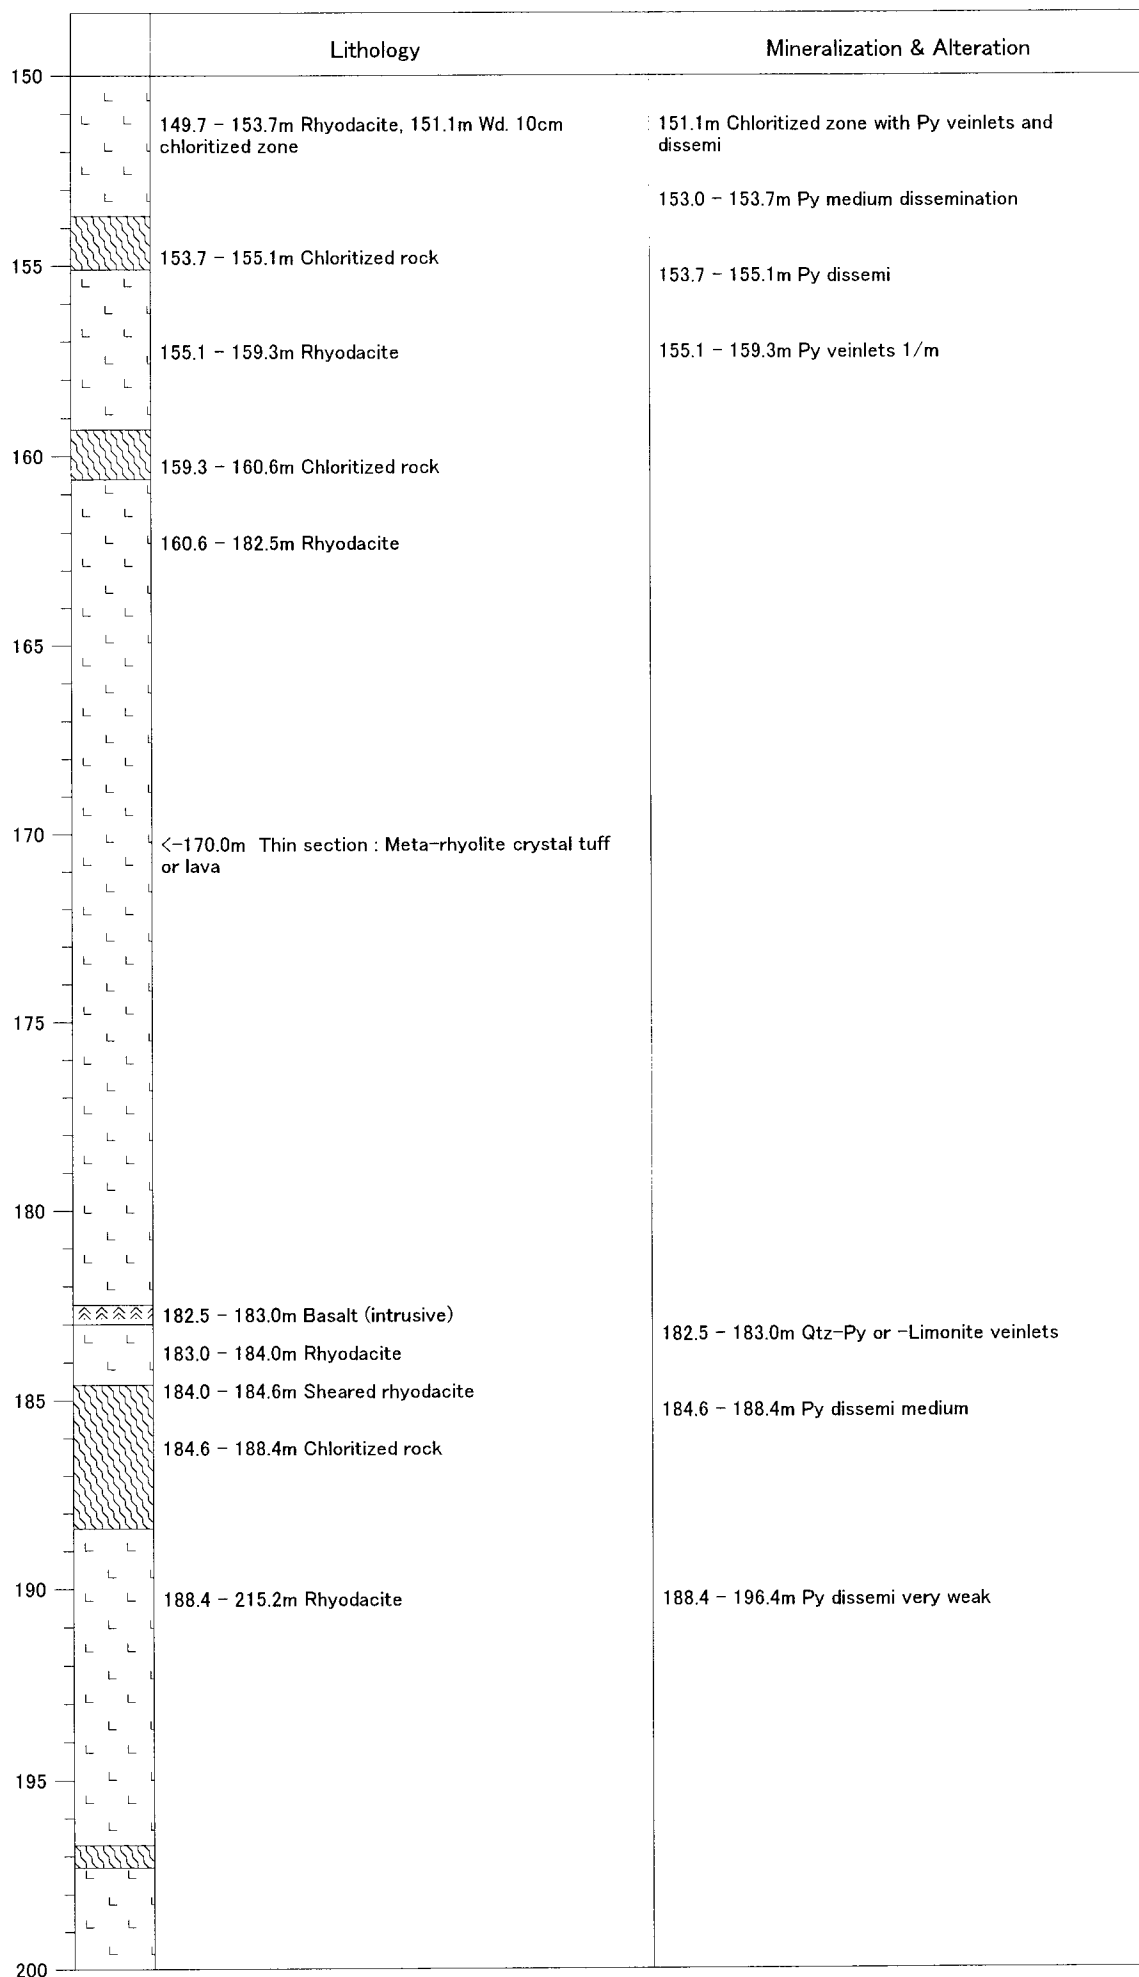 Lithology
Mineralization & Alteration
150
149.7 - 153.7m Rhyodacite, 151.1m Wd. 10cm
chloritized zone
151.1m Chloritized zone with Py veinlets and
dissemi
153.0 - 153.7m Py medium dissemination
153.7 - 155.1m Chloritized rock
155
153.7 - 155.1m Py dissemi
155.1 - 159.3m Rhyodacite
155.1 - 159.3m Py veinlets 1/m
160
159.3 - 160.6m Chloritized rock
160.6 - 182.5m Rhyodacite
165
170
<-170.0m Thin section : Meta-rhyolite crystal tuff
or lava
175
180
182.5 - 183.0m Basalt (intrusive)
182.5 - 183.0m Qtz-Py or -Limonite veinlets
183.0 - 184.0m Rhyodacite
184.0 - 184.6m Sheared rhyodacite
185
184.6 - 188.4m Py dissemi medium
184.6 - 188.4m Chloritized rock
190
188.4 - 215.2m Rhyodacite
188.4 - 196.4m Py dissemi very weak
195
200